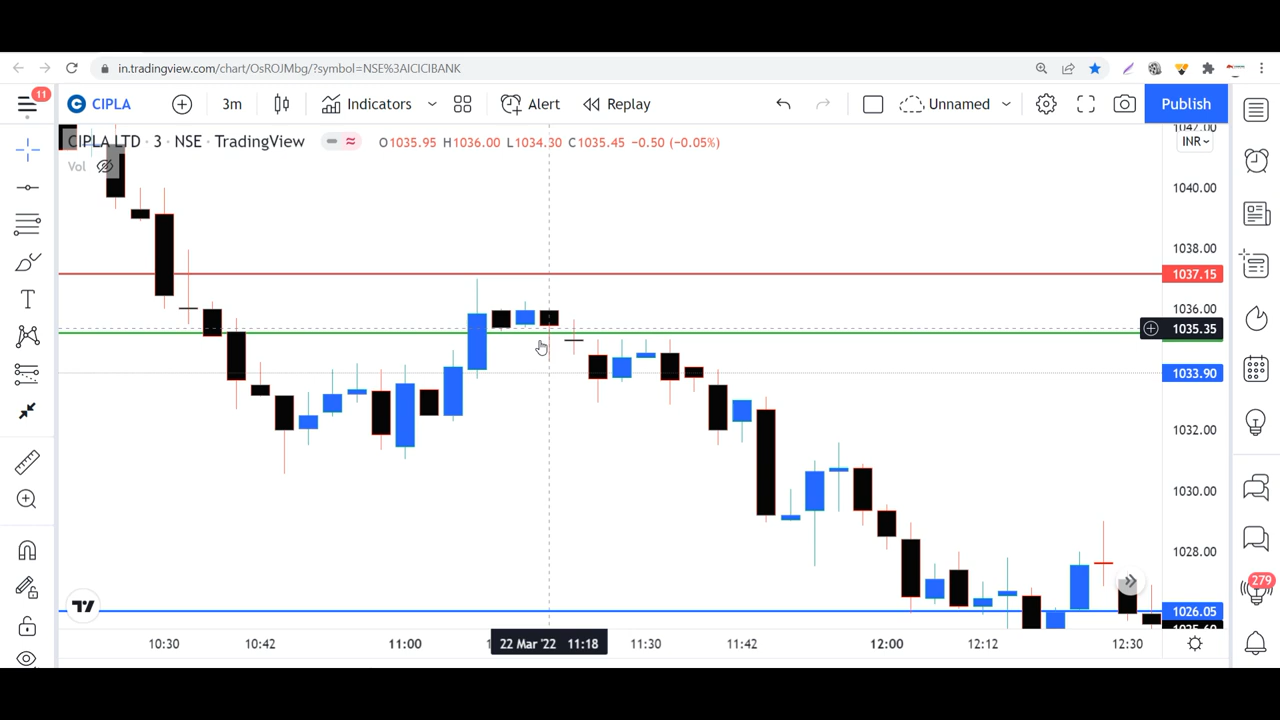 in.tradingview.com/chart/OsROJMbg/?symbol=NSE%3AICICIBANK
11
CIPLA
3m
Indicators
Alert
Replay
Unnamed
Publish
CIPLA LTD · 3 · NSE · TradingView
O1035.95 H1036.00 L1034.30 C1035.45 −0.50 (−0.05%)
Vol
1042.00
INR
1040.00
1038.00
1037.15
1036.00
1035.35
1033.90
1032.00
1030.00
1028.00
1026.05
279
10:30
10:42
11:00
22 Mar '22 11:18
11:30
11:42
12:00
12:12
12:30